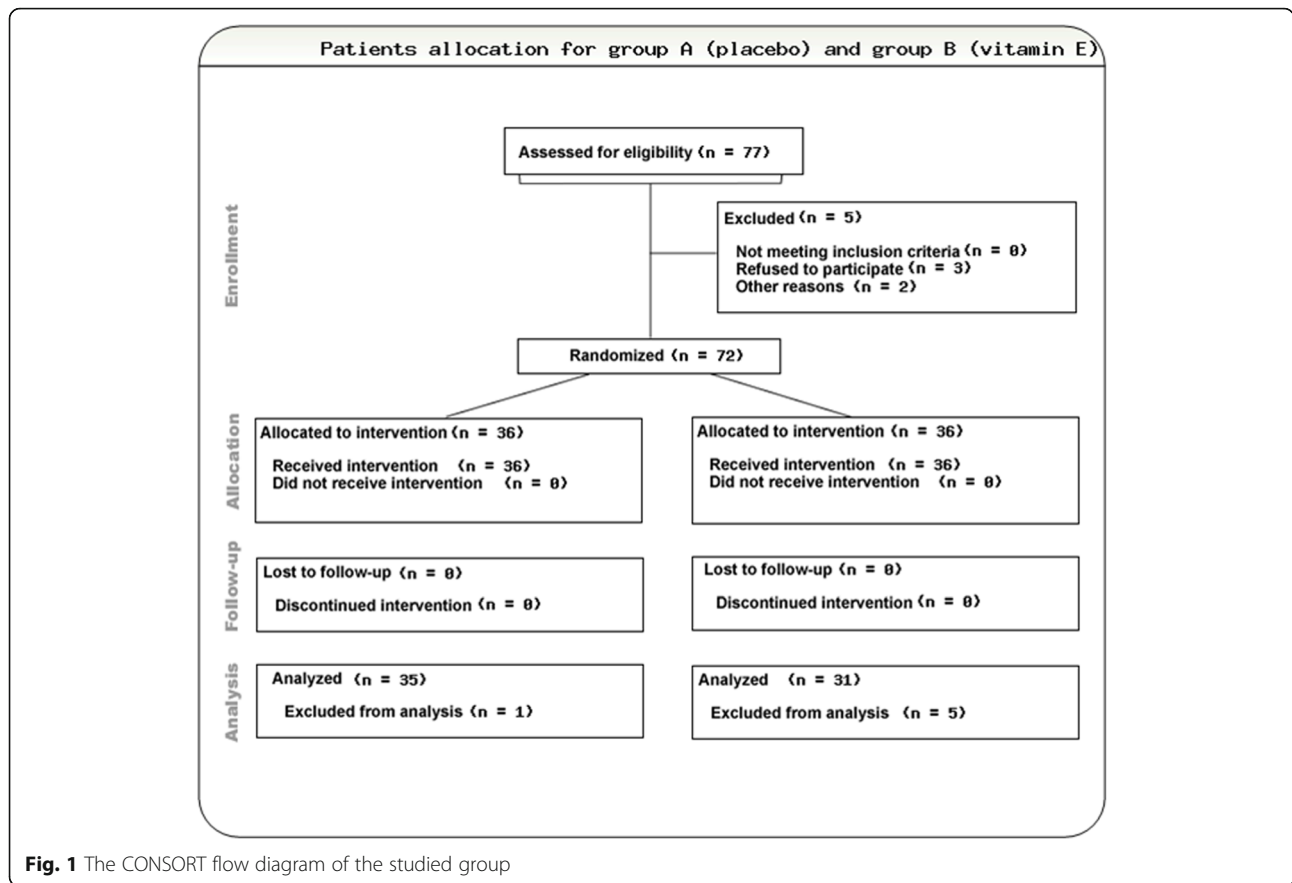 Patients allocation for group A (placebo) and group B (vitamin E)
Assessed for eligibility (n = 77)
Enrollment
Excluded (n = 5)
Not meeting inclusion criteria (n = 0)
Refused to participate (n = 3)
Other reasons (n = 2)
Randomized (n = 72)
Allocation
Allocated to intervention (n = 36)
Received intervention (n = 36)
Did not receive intervention (n = 0)
Allocated to intervention (n = 36)
Received intervention (n = 36)
Did not receive intervention (n = 0)
Follow-up
Lost to follow-up (n = 0)
Discontinued intervention (n = 0)
Lost to follow-up (n = 0)
Discontinued intervention (n = 0)
Analysis
Analyzed (n = 35)
Excluded from analysis (n = 1)
Analyzed (n = 31)
Excluded from analysis (n = 5)
Fig. 1 The CONSORT flow diagram of the studied group